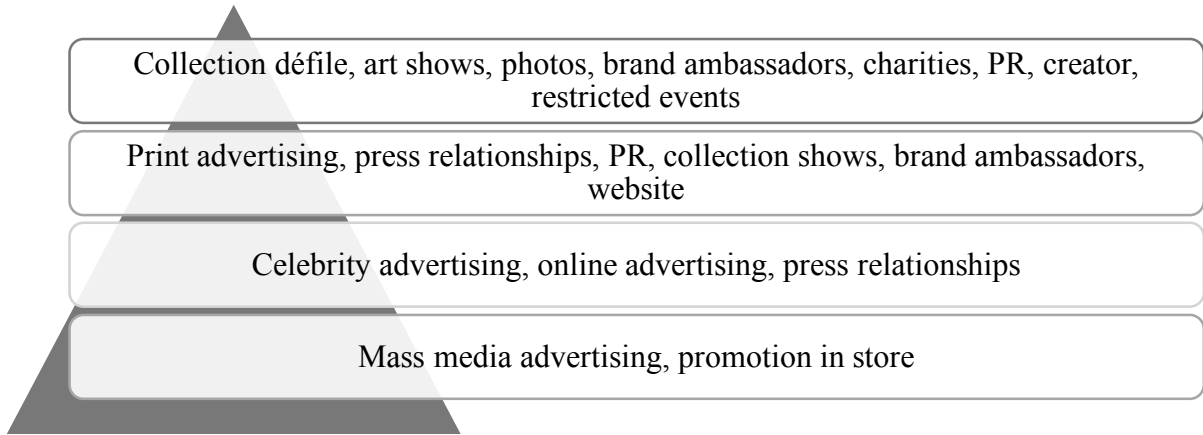 Collection défile, art shows, photos, brand ambassadors, charities, PR, creator,
restricted events
Print advertising, press relationships, PR, collection shows, brand ambassadors,
website
Celebrity advertising, online advertising, press relationships
Mass media advertising, promotion in store